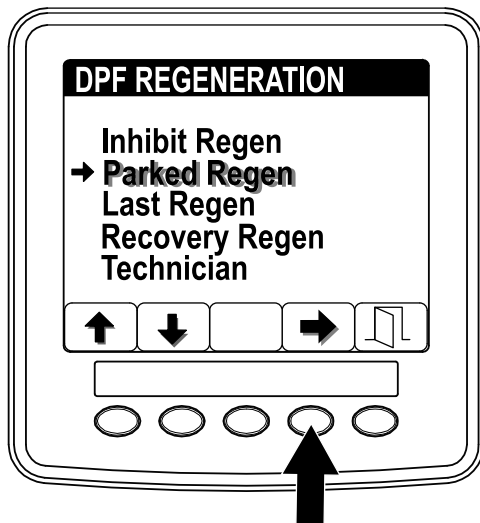 DPF REGENERATION
Inhibit Regen
Parked Regen
Last Regen
Recovery Regen
Technician